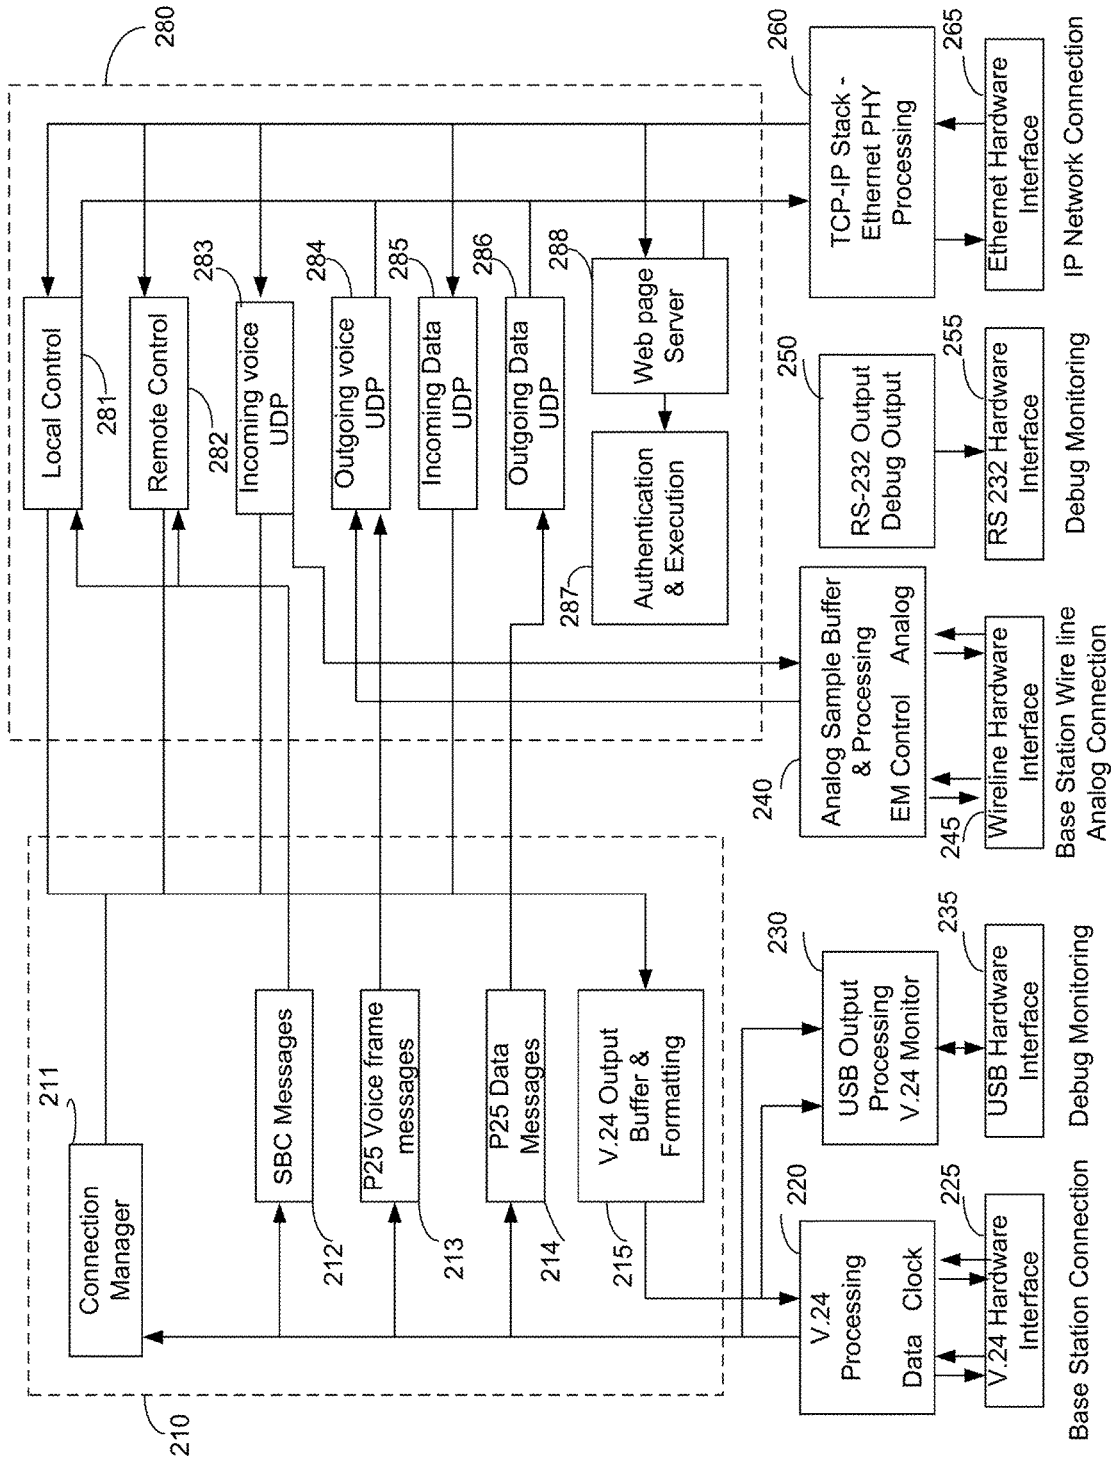 210
211
Connection
Manager
212
SBC Messages
213
P25 Voice frame
messages
214
P25 Data
Messages
215
V.24 Output
Buffer &
Formatting
280
Local Control
281
Remote Control
282
283
Incoming voice
UDP
284
Outgoing voice
UDP
285
Incoming Data
UDP
286
Outgoing Data
UDP
287
Authentication
& Execution
288
Web page
Server
220
V.24
Processing
Data Clock
225
V.24 Hardware
Interface
Base Station Connection
230
USB Output
Processing
V.24 Monitor
235
USB Hardware
Interface
Debug Monitoring
240
Analog Sample Buffer
& Processing
EM Control Analog
245
Wireline Hardware
Interface
Base Station Wire line
Analog Connection
250
RS-232 Output
Debug Output
255
RS 232 Hardware
Interface
Debug Monitoring
260
TCP-IP Stack -
Ethernet PHY
Processing
265
Ethernet Hardware
Interface
IP Network Connection